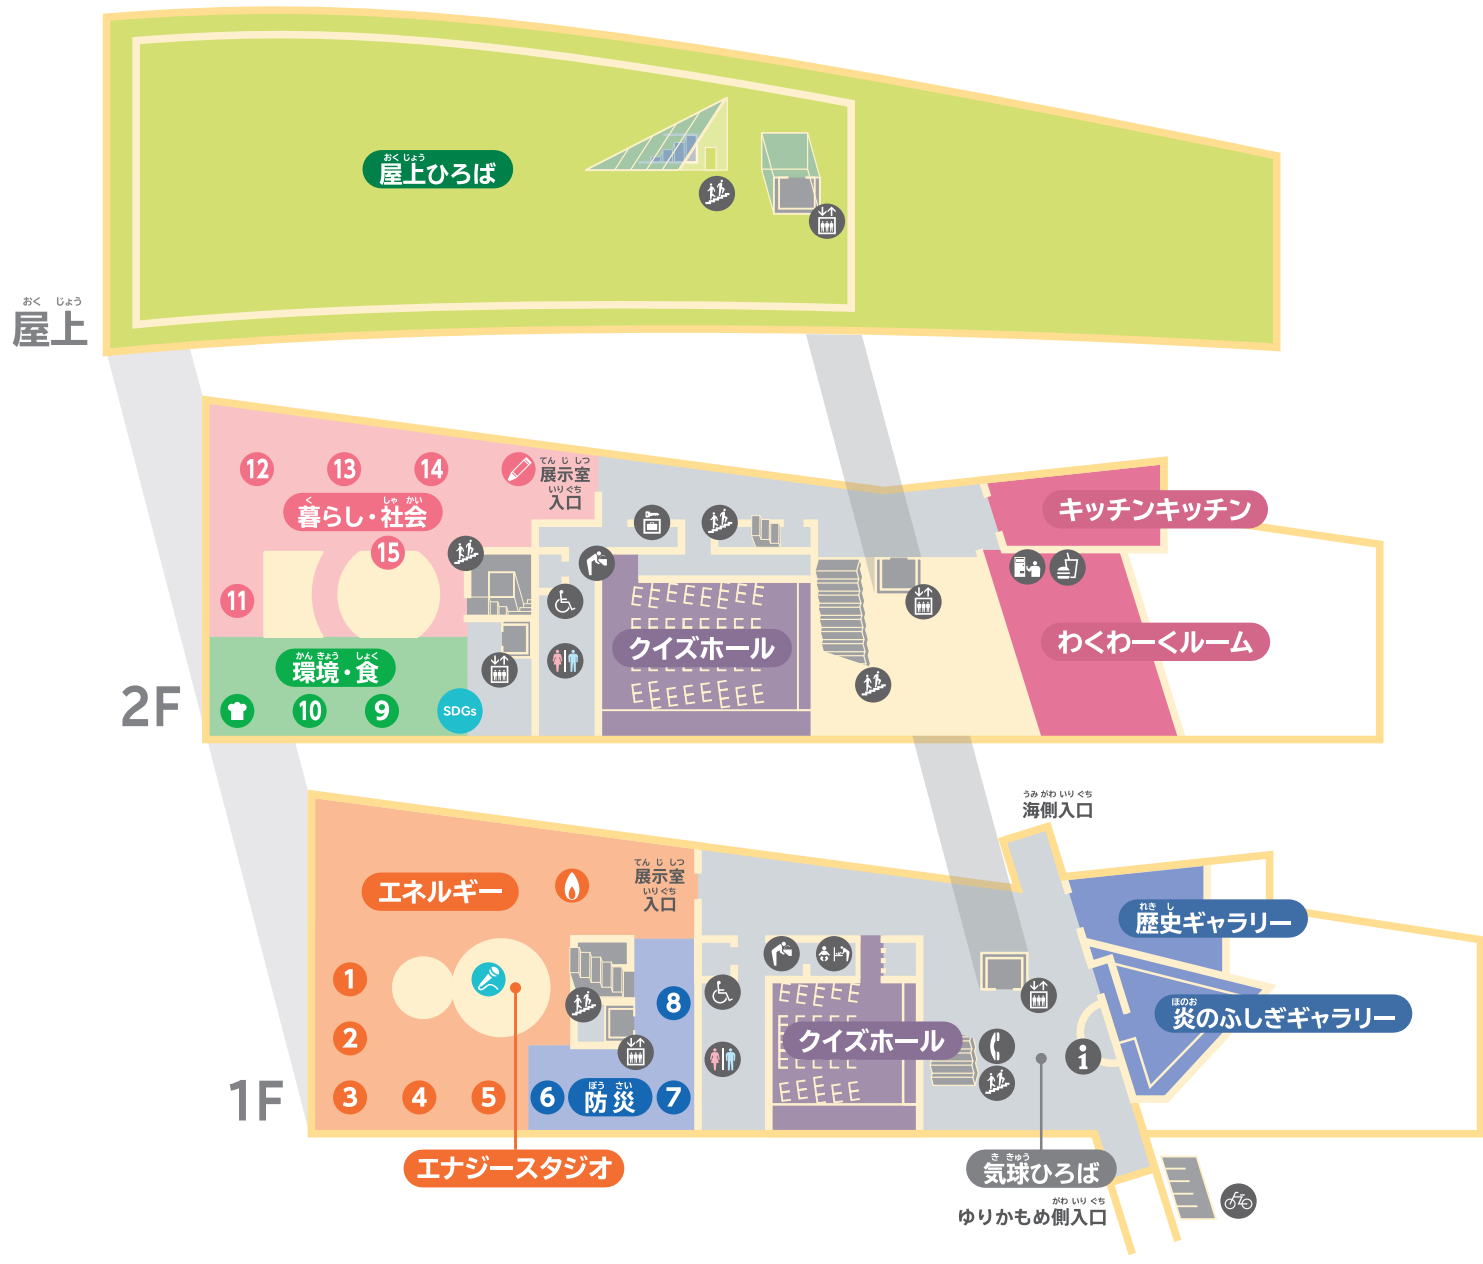 おくじょう
屋上ひろば
おく じょう
屋上
てんじしつ
展示室
いりぐち
入口
12
13
14
く しゃかい
暮らし・社会
15
11
キッチンキッチン
わくわーくルーム
クイズホール
かんきょう しょく
環境・食
10
9
SDGs
2F
うみがわいりぐち
海側入口
てんじしつ
展示室
いりぐち
入口
エネルギー
れきし
歴史ギャラリー
ほのお
炎のふしぎギャラリー
クイズホール
i
1
2
3
4
5
6
ぼうさい
防災
7
8
1F
エナジースタジオ
ききゅう
気球ひろば
がわいりぐち
ゆりかもめ側入口